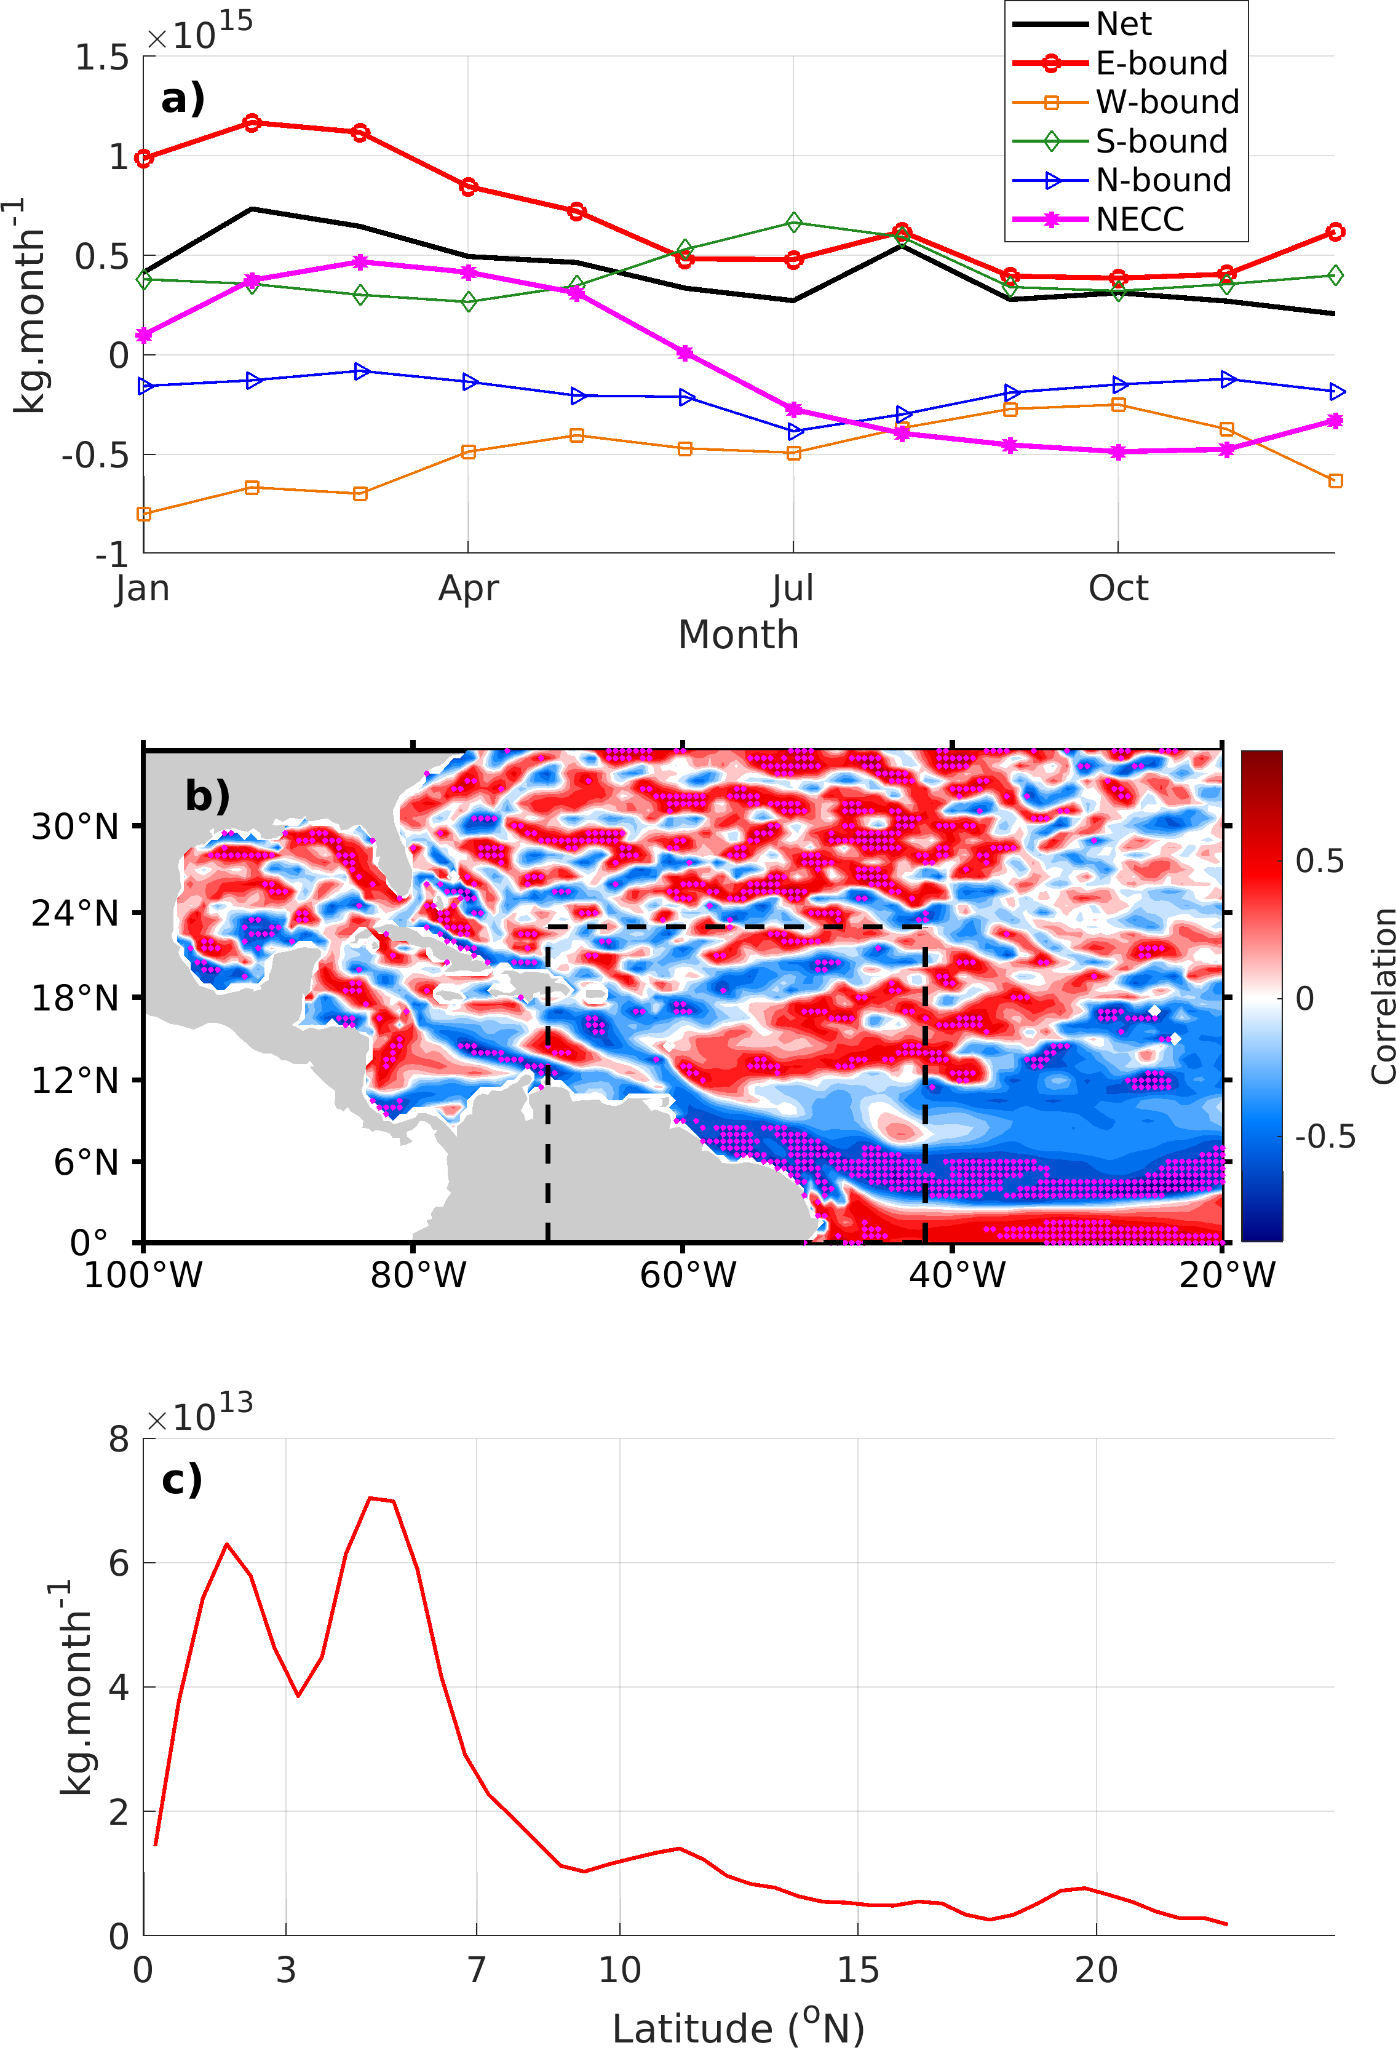 ×10^15
a)
Net
E-bound
W-bound
S-bound
N-bound
NECC
1.5
1
0.5
0
-0.5
-1
kg.month^-1
Jan Apr Jul Oct
Month
b)
30°N
24°N
18°N
12°N
6°N
0°
100°W 80°W 60°W 40°W 20°W
0.5
0
-0.5
Correlation
×10^13
c)
8
6
4
2
0
kg.month^-1
0 3 7 10 15 20
Latitude (°N)